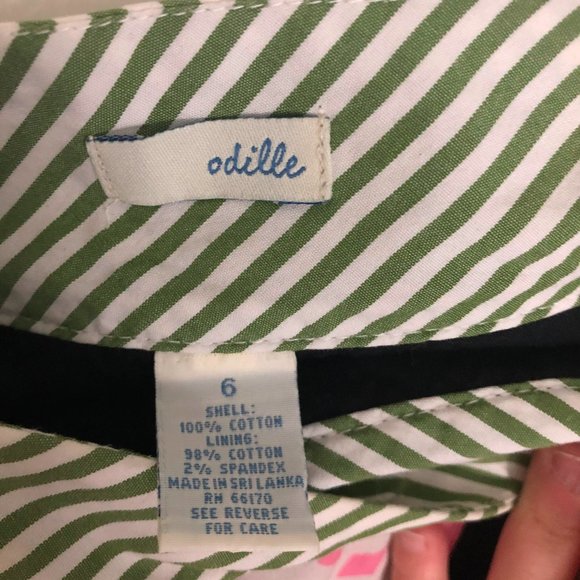 odille
6
SHELL:
100% COTTON
LINING:
98% COTTON
2% SPANDEX
MADE IN SRI LANKA
RN 66170
SEE REVERSE
FOR CARE